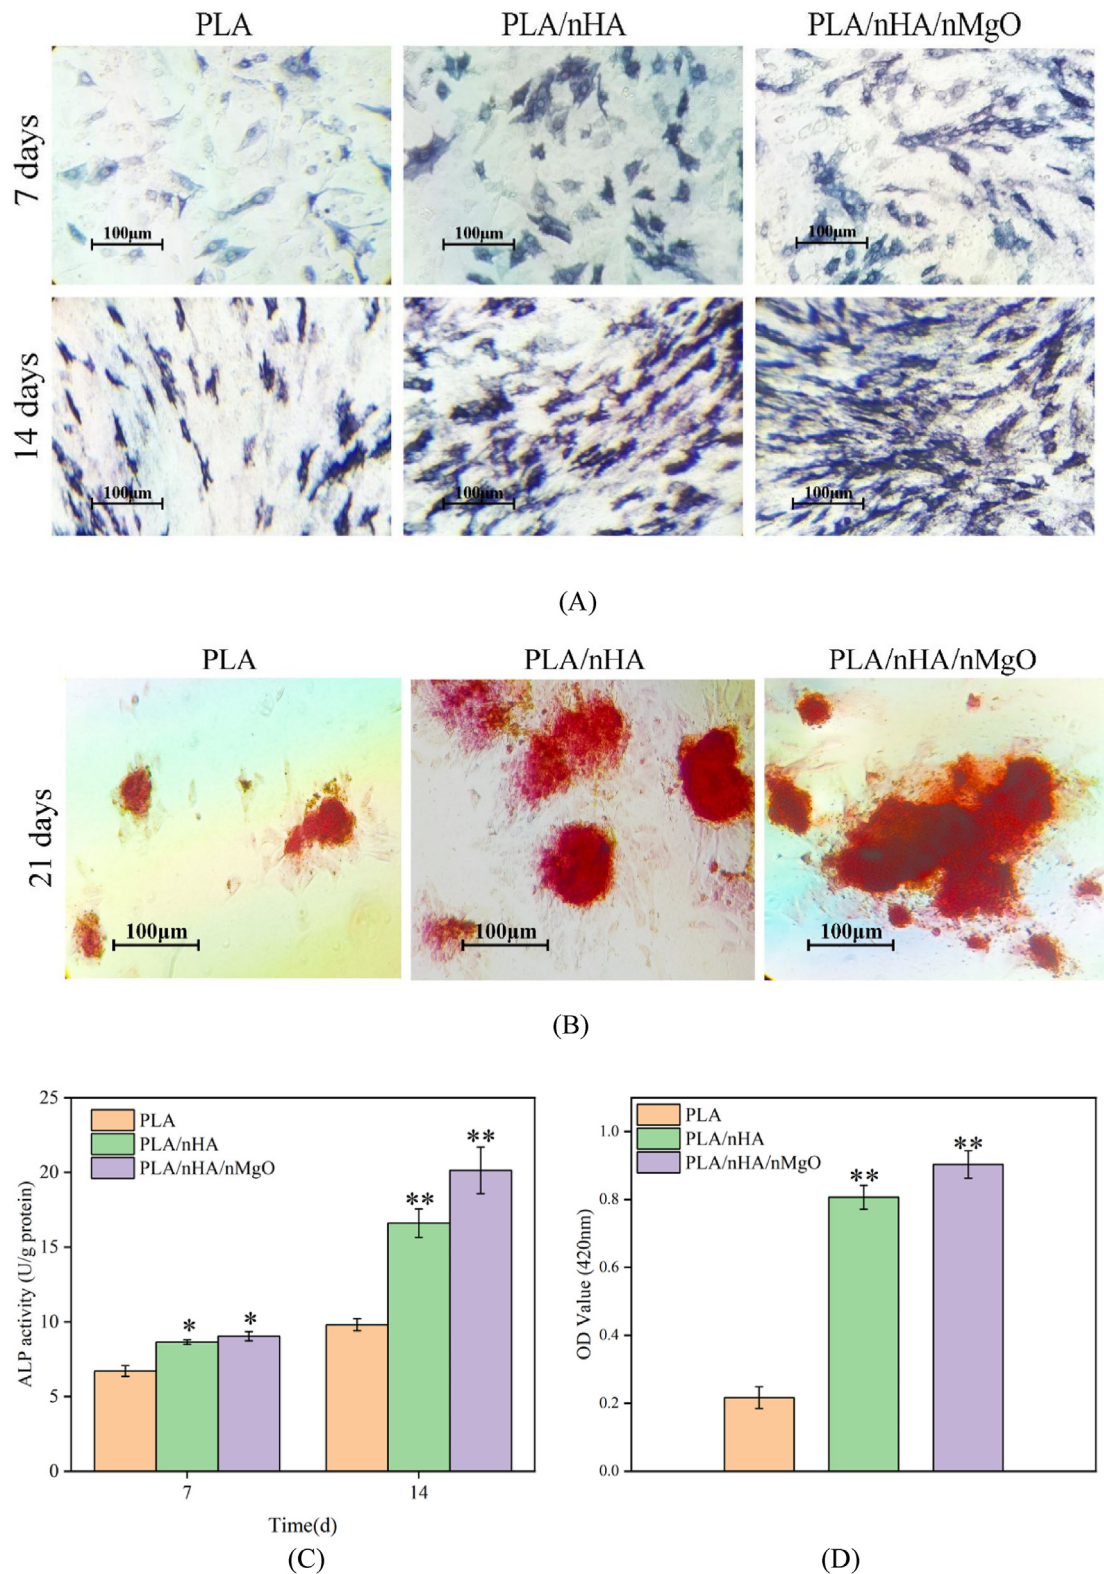 PLA PLA/nHA PLA/nHA/nMgO
7 days
100μm 100μm 100μm
14 days
100μm 100μm 100μm
(A)
PLA PLA/nHA PLA/nHA/nMgO
21 days
100μm 100μm 100μm
(B)
25
20
15
10
5
0
ALP activity (U/g protein)
PLA
PLA/nHA
PLA/nHA/nMgO
* *
** **
7 14
Time(d)
(C)
1.0
0.8
0.6
0.4
0.2
0.0
OD Value (420nm)
PLA
PLA/nHA
PLA/nHA/nMgO
** **
(D)